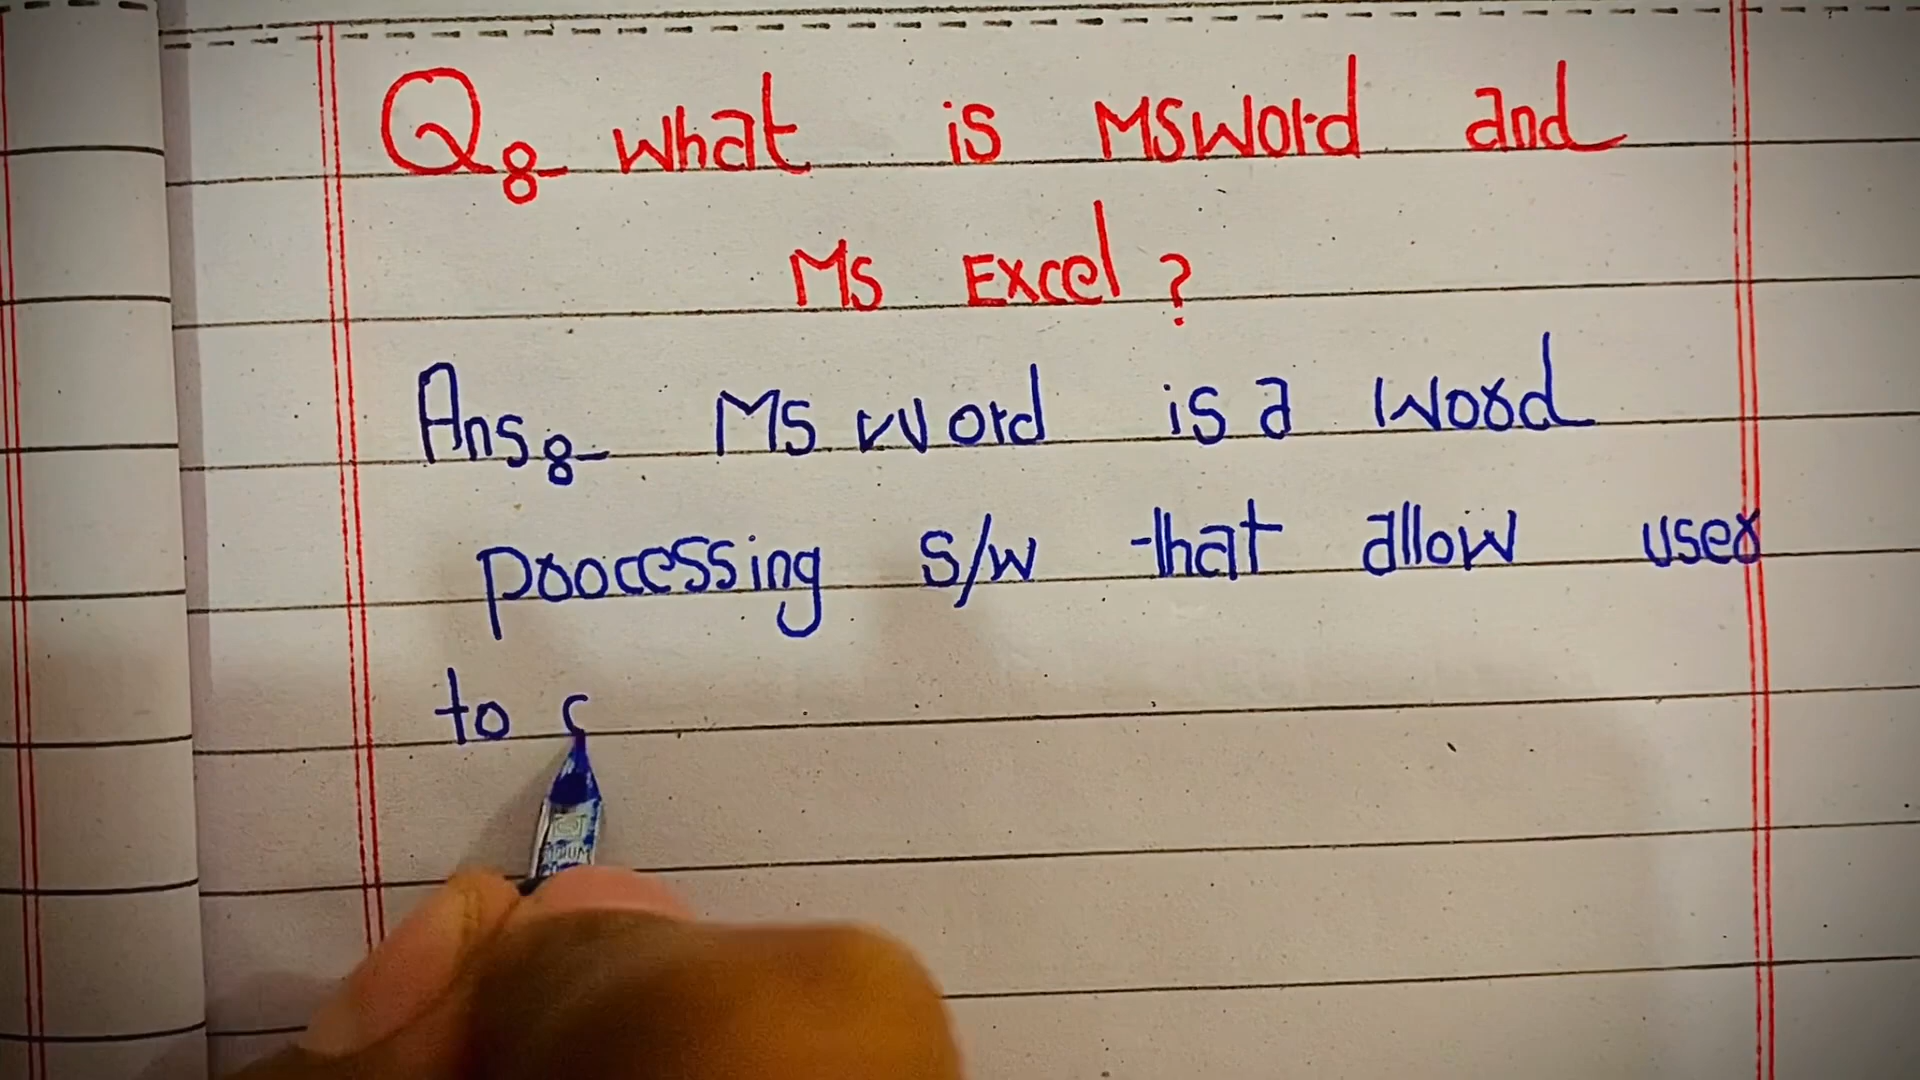 Q8- What is MSWord and
Ms Excel?
Ans8- Ms Word is a Word
processing S/W that allow user
to c